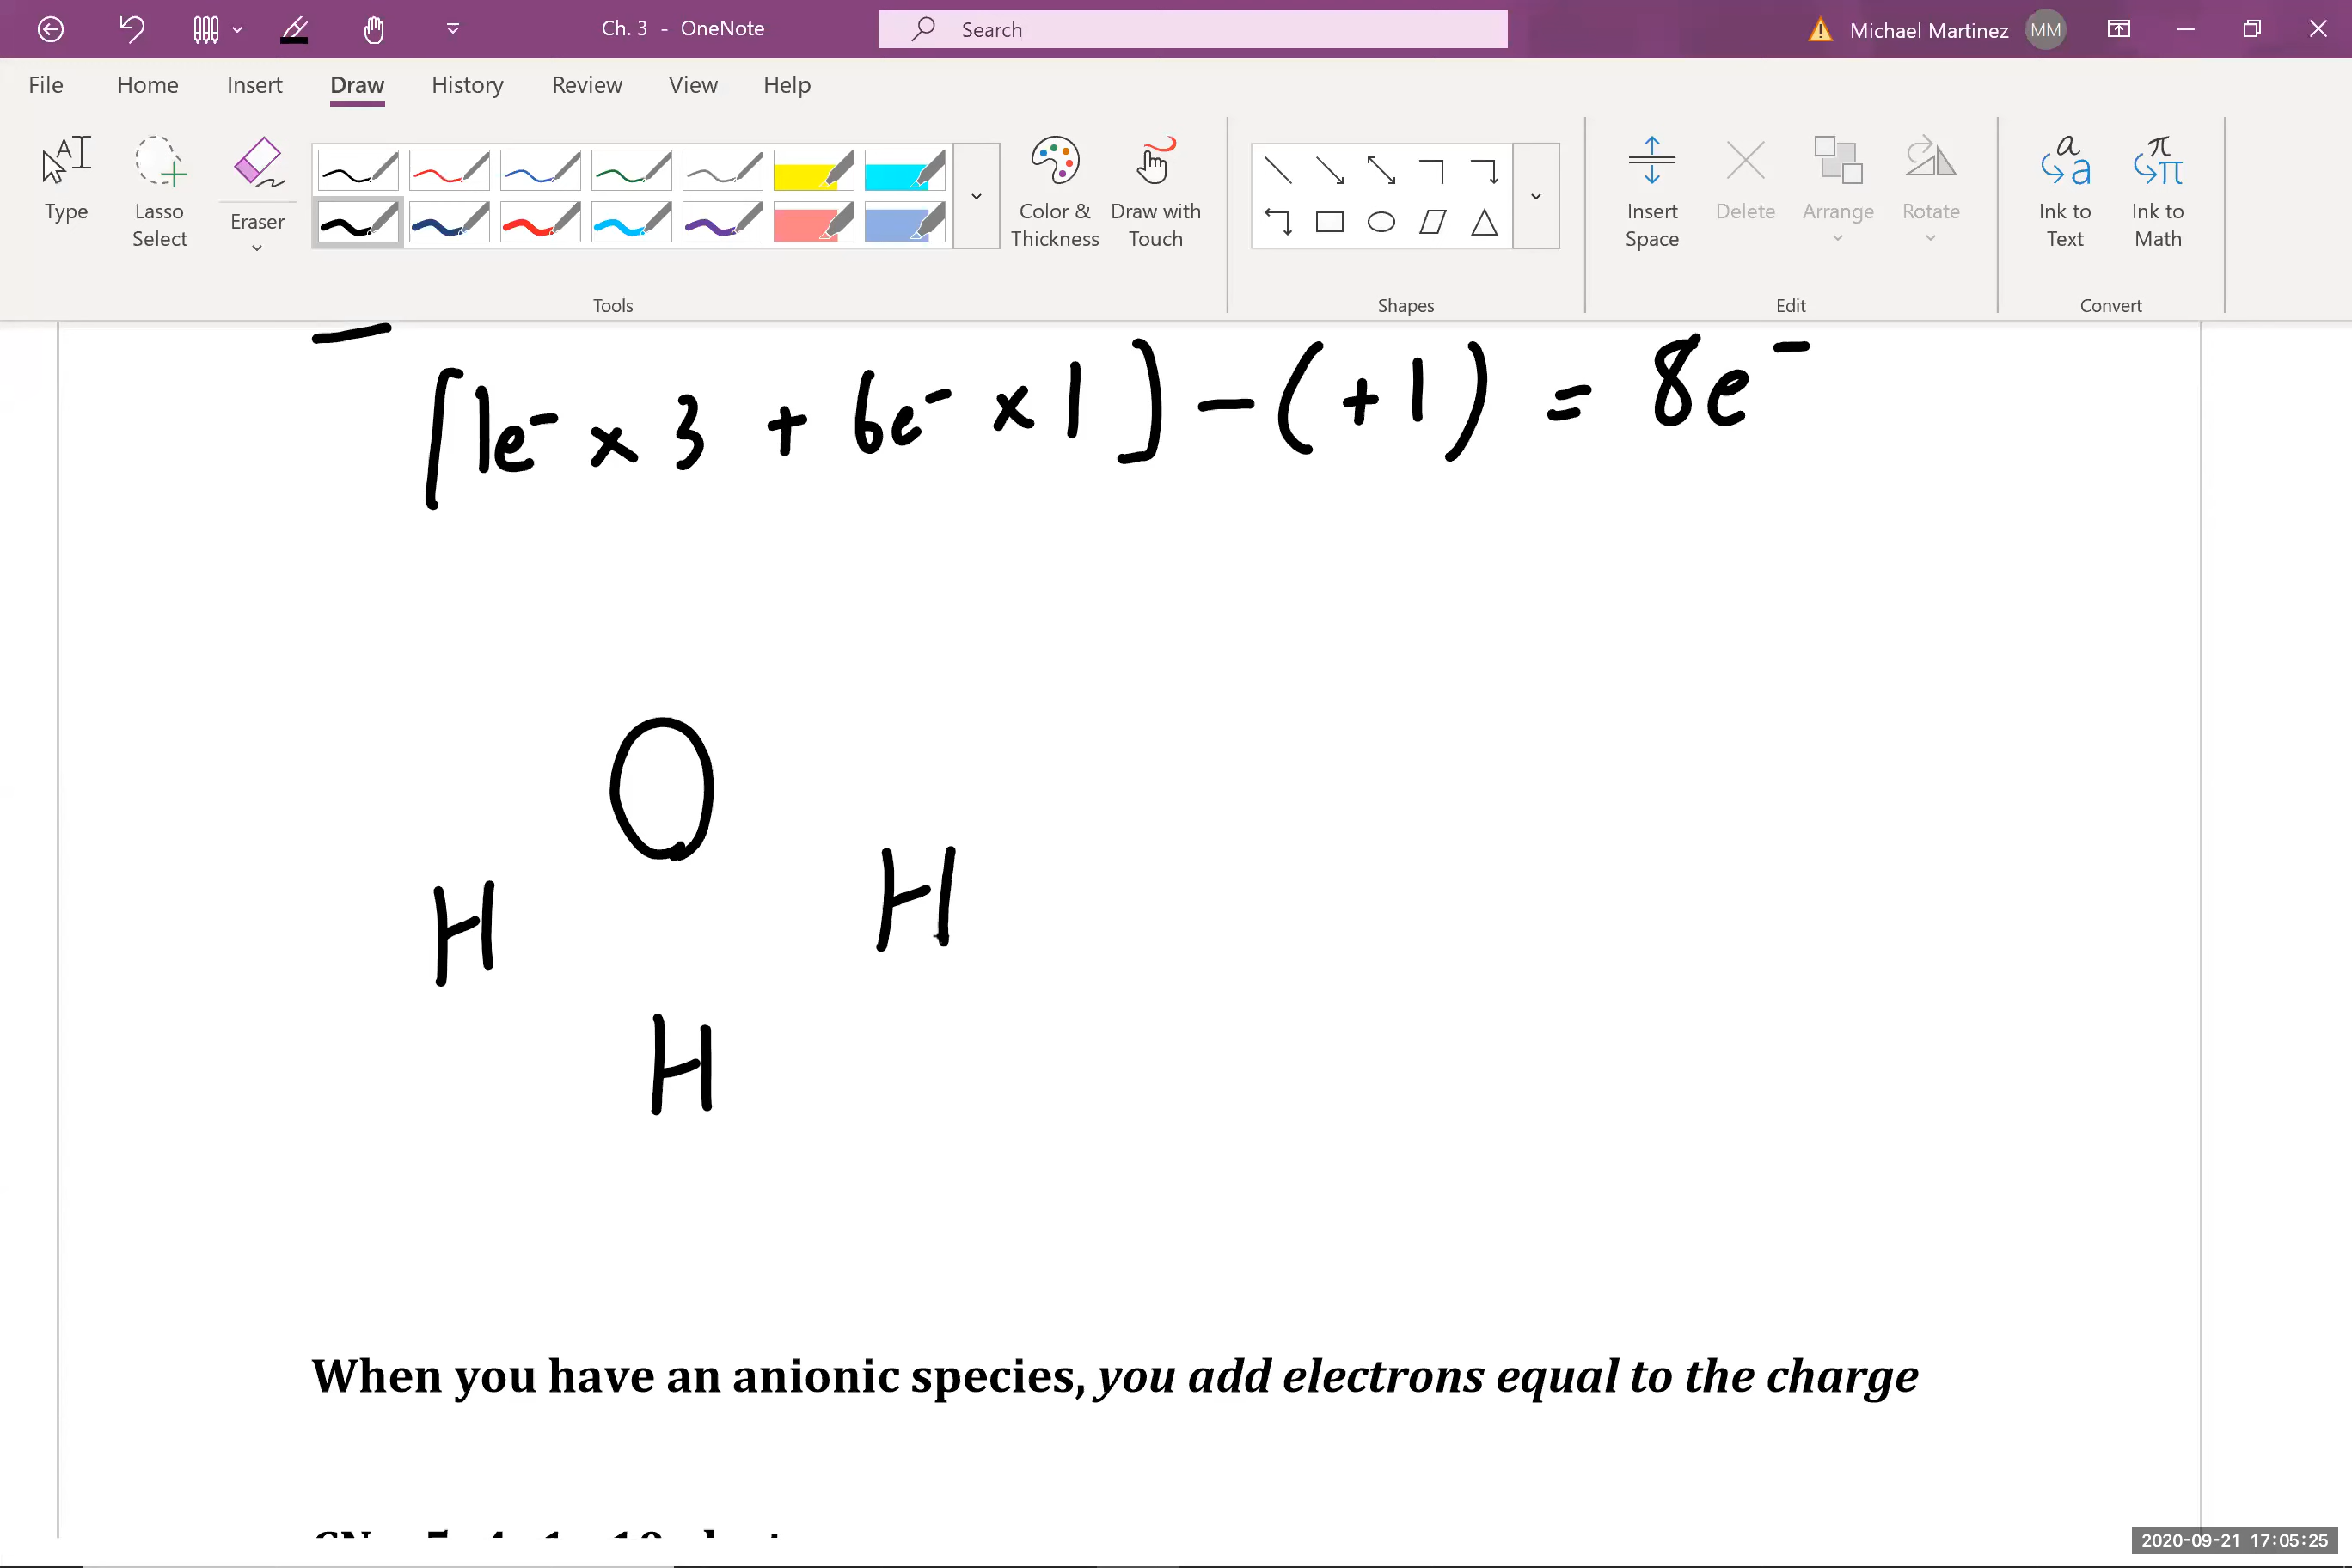 Ch. 3 - OneNote
Search
Michael Martinez MM
File Home Insert Draw History Review View Help
Type
Lasso Select
Eraser
Color & Thickness
Draw with Touch
Insert Space
Delete
Arrange
Rotate
Ink to Text
Ink to Math
Tools
Shapes
Edit
Convert
[1e⁻ x 3 + 6e⁻ x 1] - (+1) = 8e⁻
O
H H
H
When you have an anionic species, you add electrons equal to the charge
2020-09-21 17:05:25